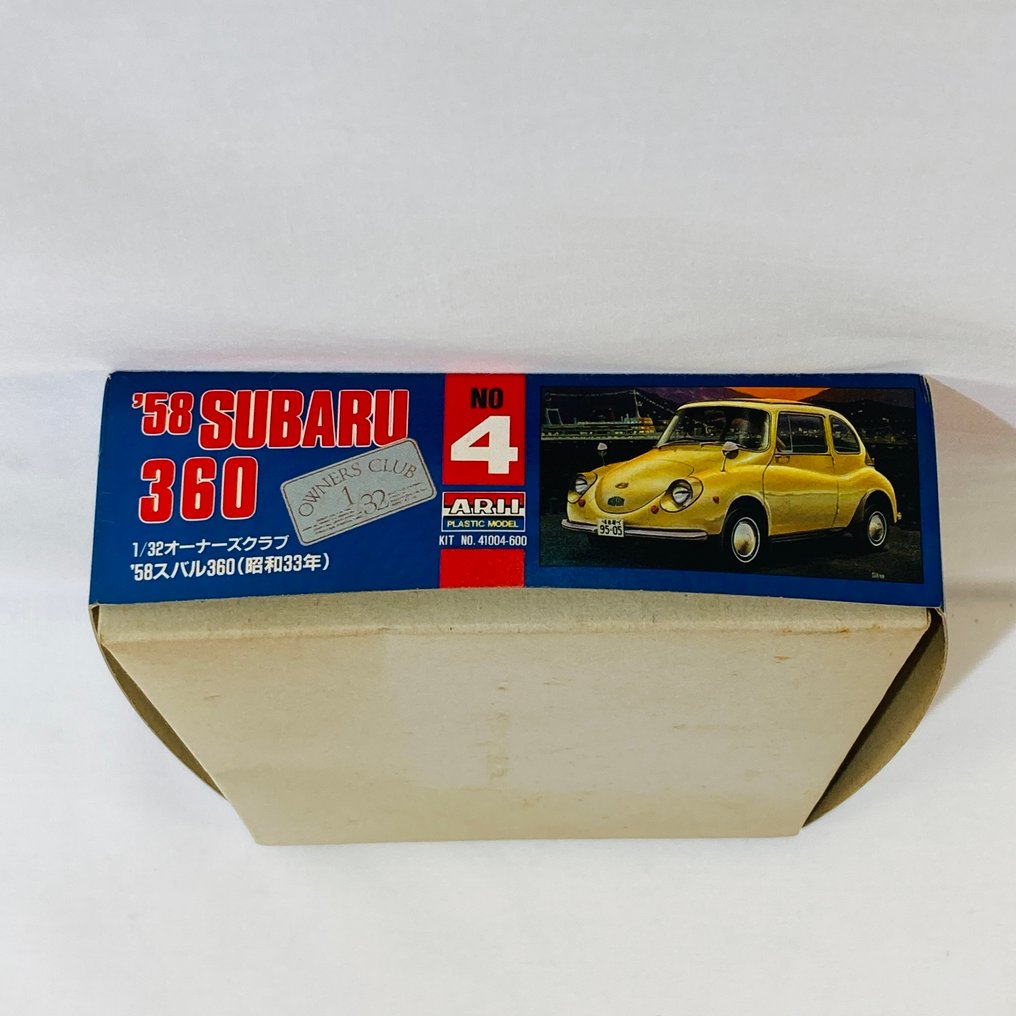 '58 SUBARU
360
OWNERS CLUB
1
32
1/32オーナーズクラブ
'58スバル360(昭和33年)
NO
4
ARII
PLASTIC MODEL
KIT NO. 41004-600
95-05